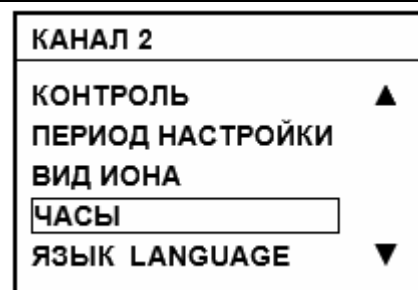 КАНАЛ 2
КОНТРОЛЬ
ПЕРИОД НАСТРОЙКИ
ВИД ИОНА
ЧАСЫ
ЯЗЫК LANGUAGE